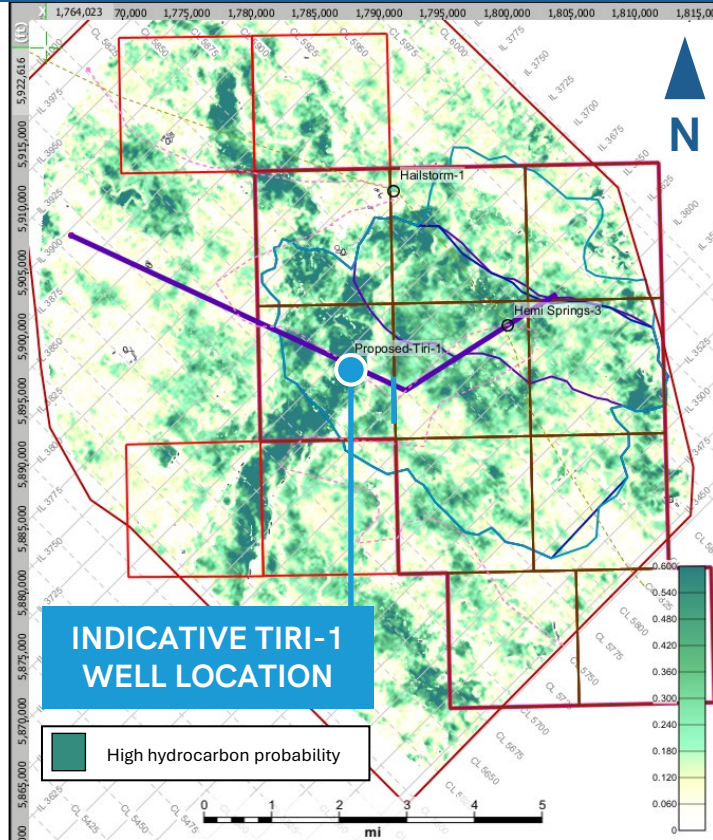 X 1,764,023 70,000 1,775,000 1,780,000 1,785,000 1,790,000 1,795,000 1,800,000 1,805,000 1,810,000 1,815,0
(ft)
5,922,616
5,915,000
5,910,000
5,905,000
5,900,000
5,895,000
5,890,000
5,885,000
5,880,000
5,875,000
5,870,000
5,865,000
CL 5825
CL 5850
CL 5875
CL 5900
CL 5925
CL 5950
CL 5975
CL 6000
IL 3775
IL 3750
IL 3725
IL 3700
IL 3675
IL 3600
IL 3500
IL 3475
IL 3450
N
IL 3975
IL 3950
IL 3925
IL 3900
IL 3875
IL 3850
IL 3775
IL 3750
IL 3725
Hailstorm-1
Hemi Springs-3
Proposed-Tiri-1
CL 5800
CL 5775
CL 5750
CL 5700
CL 5675
CL 5650
INDICATIVE TIRI-1
WELL LOCATION
High hydrocarbon probability
0.600
0.540
0.480
0.420
0.360
0.300
0.240
0.180
0.120
0.060
0
IL 3625
CL 5425
CL 5450
CL 5475
0 1 2 3 4 5
mi